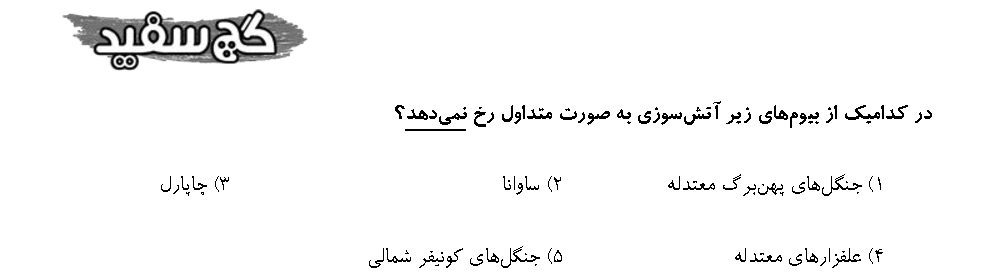 گچ سفید
در کدامیک از بیوم‌های زیر آتش‌سوزی به صورت متداول رخ نمی‌دهد؟
۱) جنگل‌های پهن‌برگ معتدله ۲) ساوانا ۳) چاپارل
۴) علفزارهای معتدله ۵) جنگل‌های کونیفر شمالی